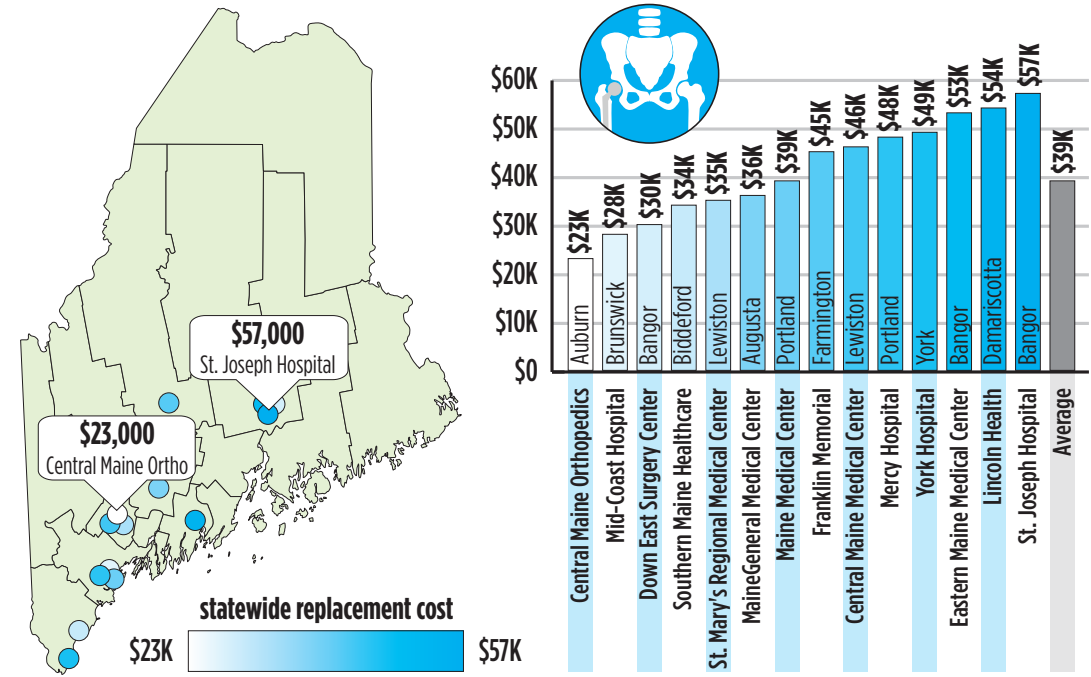 $57,000
St. Joseph Hospital
$23,000
Central Maine Ortho
statewide replacement cost
$23K
$57K
$60K
$50K
$40K
$30K
$20K
$10K
$0
$23K
$28K
$30K
$34K
$35K
$36K
$39K
$45K
$46K
$48K
$49K
$53K
$54K
$57K
$39K
Auburn
Brunswick
Bangor
Biddeford
Lewiston
Augusta
Portland
Farmington
Lewiston
Portland
York
Bangor
Damariscotta
Bangor
Central Maine Orthopedics
Mid-Coast Hospital
Down East Surgery Center
Southern Maine Healthcare
St. Mary's Regional Medical Center
MaineGeneral Medical Center
Maine Medical Center
Franklin Memorial
Central Maine Medical Center
Mercy Hospital
York Hospital
Eastern Maine Medical Center
Lincoln Health
St. Joseph Hospital
Average